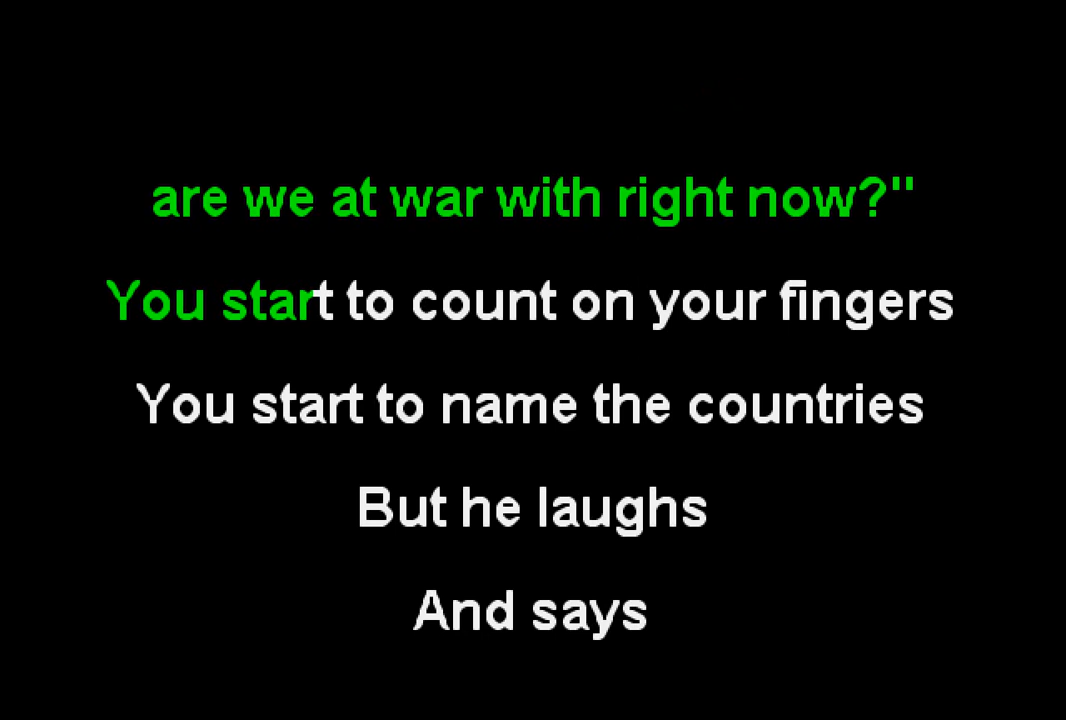 are we at war with right now?"
You start to count on your fingers
You start to name the countries
But he laughs
And says